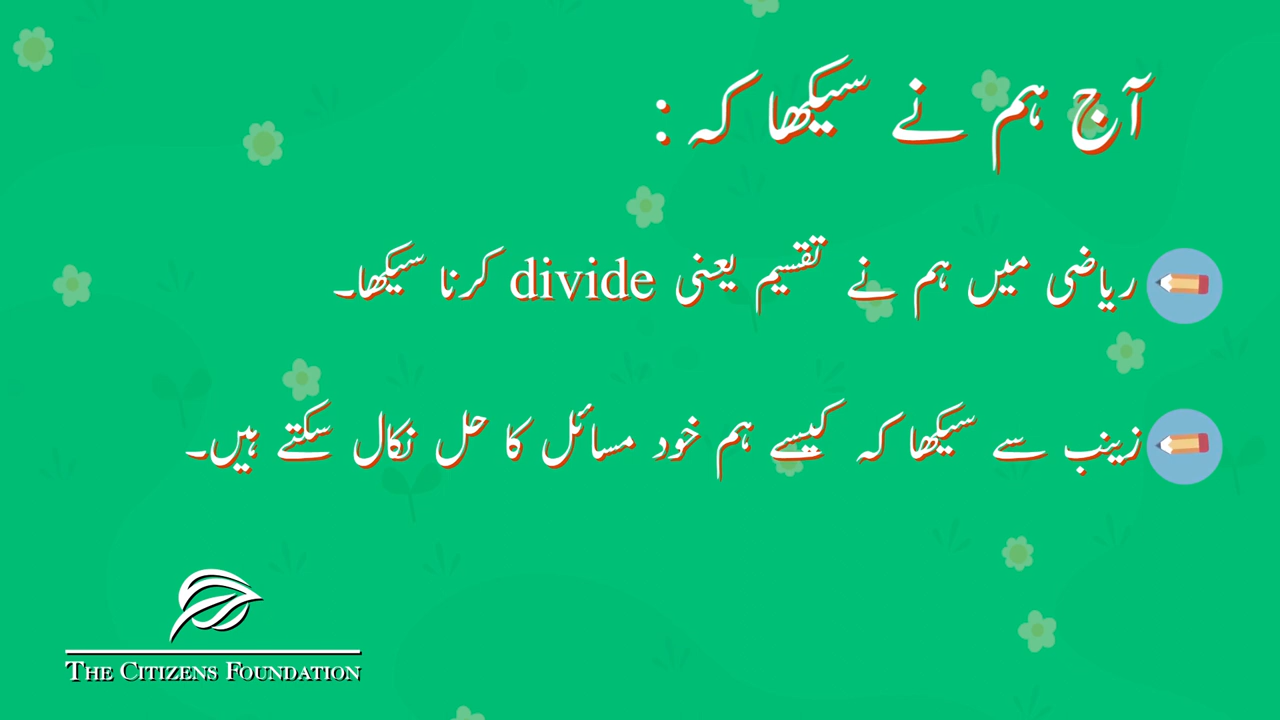 آج ہم نے سیکھا کہ :
ریاضی میں ہم نے تقسیم یعنی divide کرنا سیکھا۔
زینب سے سیکھا کہ کیسے ہم خود مسائل کا حل نکال سکتے ہیں۔
THE CITIZENS FOUNDATION